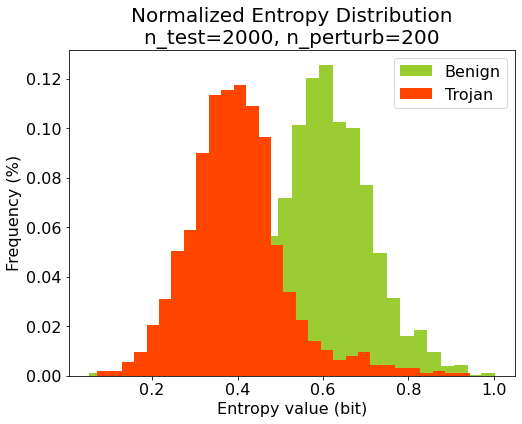 Normalized Entropy Distribution
n_test=2000, n_perturb=200
Benign
Trojan
Frequency (%)
0.12
0.10
0.08
0.06
0.04
0.02
0.00
0.2 0.4 0.6 0.8 1.0
Entropy value (bit)